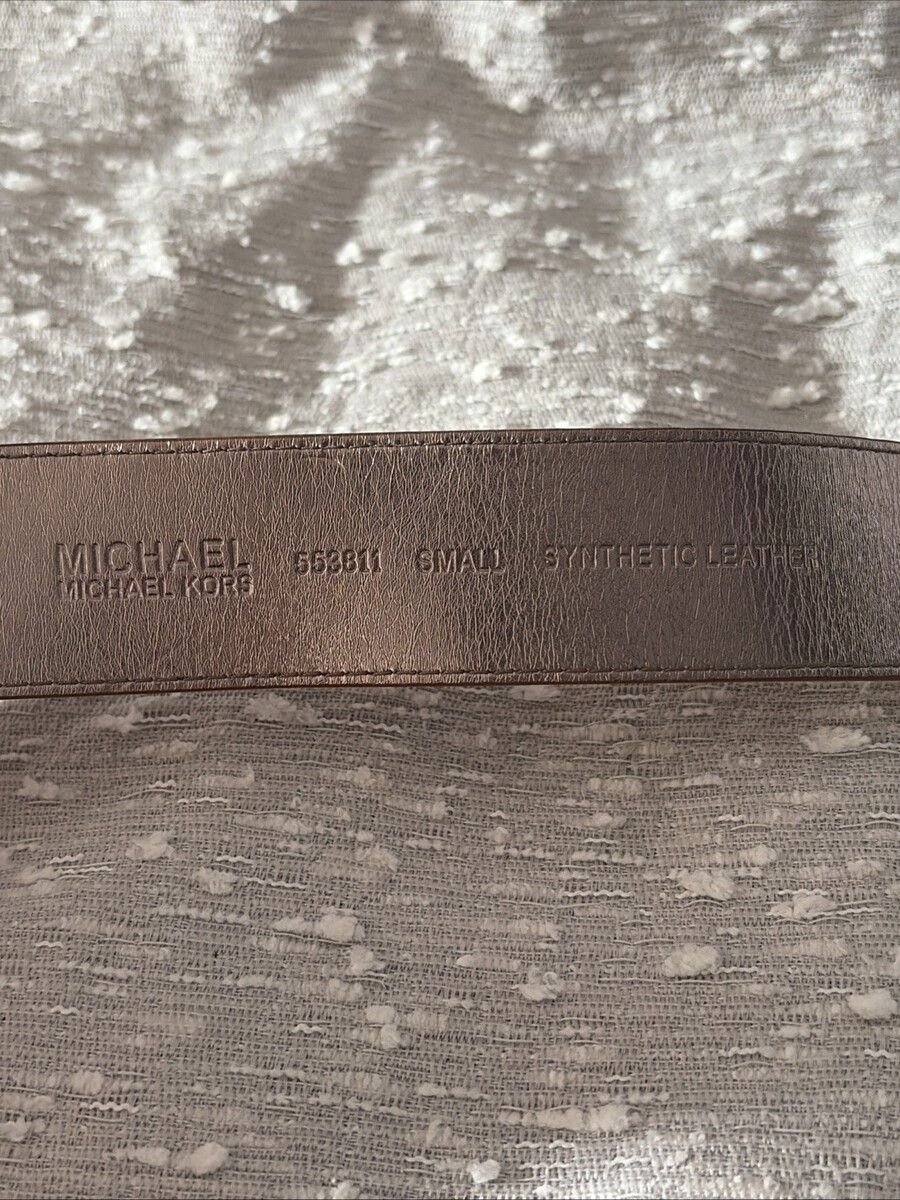 MICHAEL
MICHAEL KORS
553811 SMALL SYNTHETIC LEATHER